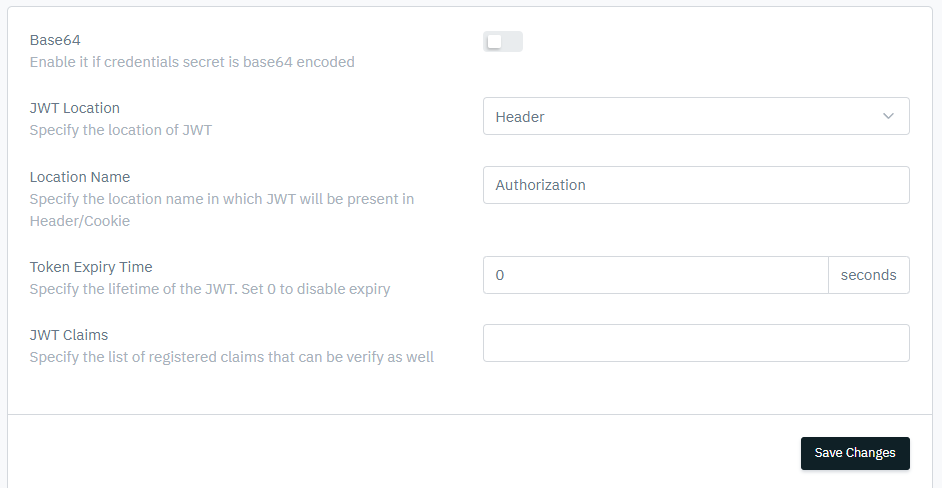 Base64
Enable it if credentials secret is base64 encoded
JWT Location
Specify the location of JWT
Header
Location Name
Specify the location name in which JWT will be present in
Header/Cookie
Authorization
Token Expiry Time
Specify the lifetime of the JWT. Set 0 to disable expiry
0
seconds
JWT Claims
Specify the list of registered claims that can be verify as well
Save Changes